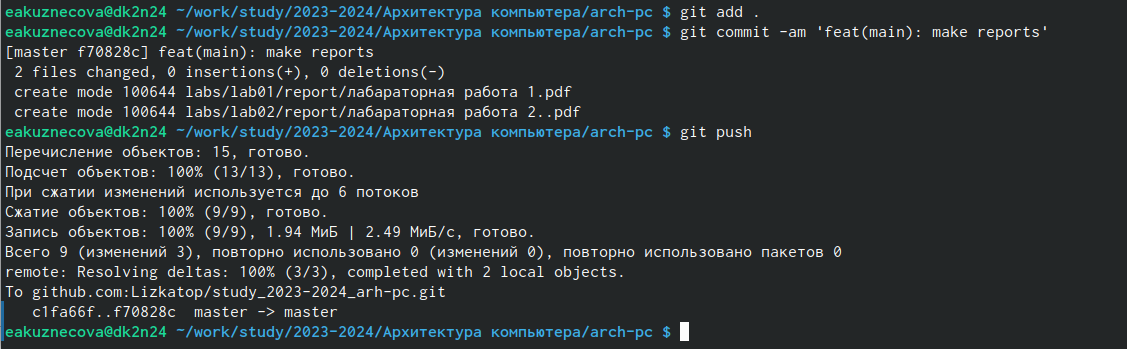 eakuznecova@dk2n24 ~/work/study/2023-2024/Архитектура компьютера/arch-pc $ git add .
eakuznecova@dk2n24 ~/work/study/2023-2024/Архитектура компьютера/arch-pc $ git commit -am 'feat(main): make reports'
[master f70828c] feat(main): make reports
 2 files changed, 0 insertions(+), 0 deletions(-)
 create mode 100644 labs/lab01/report/лабараторная работа 1.pdf
 create mode 100644 labs/lab02/report/лабараторная работа 2..pdf
eakuznecova@dk2n24 ~/work/study/2023-2024/Архитектура компьютера/arch-pc $ git push
Перечисление объектов: 15, готово.
Подсчет объектов: 100% (13/13), готово.
При сжатии изменений используется до 6 потоков
Сжатие объектов: 100% (9/9), готово.
Запись объектов: 100% (9/9), 1.94 МиБ | 2.49 МиБ/с, готово.
Всего 9 (изменений 3), повторно использовано 0 (изменений 0), повторно использовано пакетов 0
remote: Resolving deltas: 100% (3/3), completed with 2 local objects.
To github.com:Lizkatop/study_2023-2024_arh-pc.git
   c1fa66f..f70828c  master -> master
eakuznecova@dk2n24 ~/work/study/2023-2024/Архитектура компьютера/arch-pc $